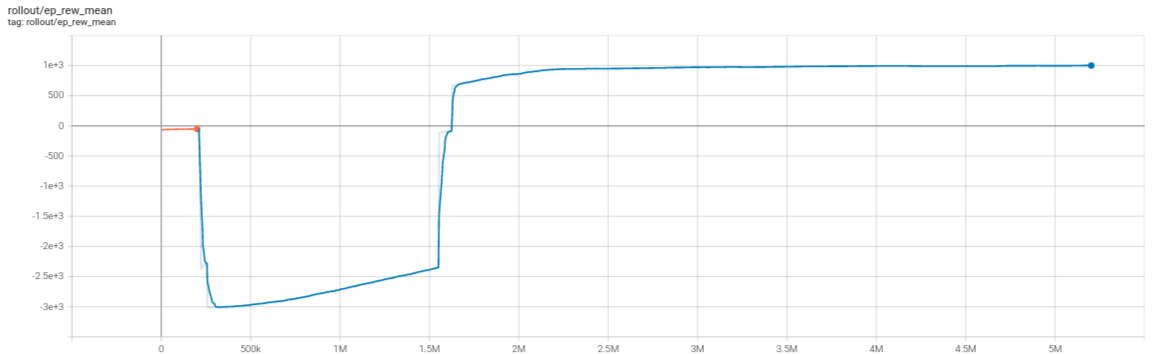 rollout/ep_rew_mean
tag: rollout/ep_rew_mean
1e+3
500
0
-500
-1e+3
-1.5e+3
-2e+3
-2.5e+3
-3e+3
0 500k 1M 1.5M 2M 2.5M 3M 3.5M 4M 4.5M 5M